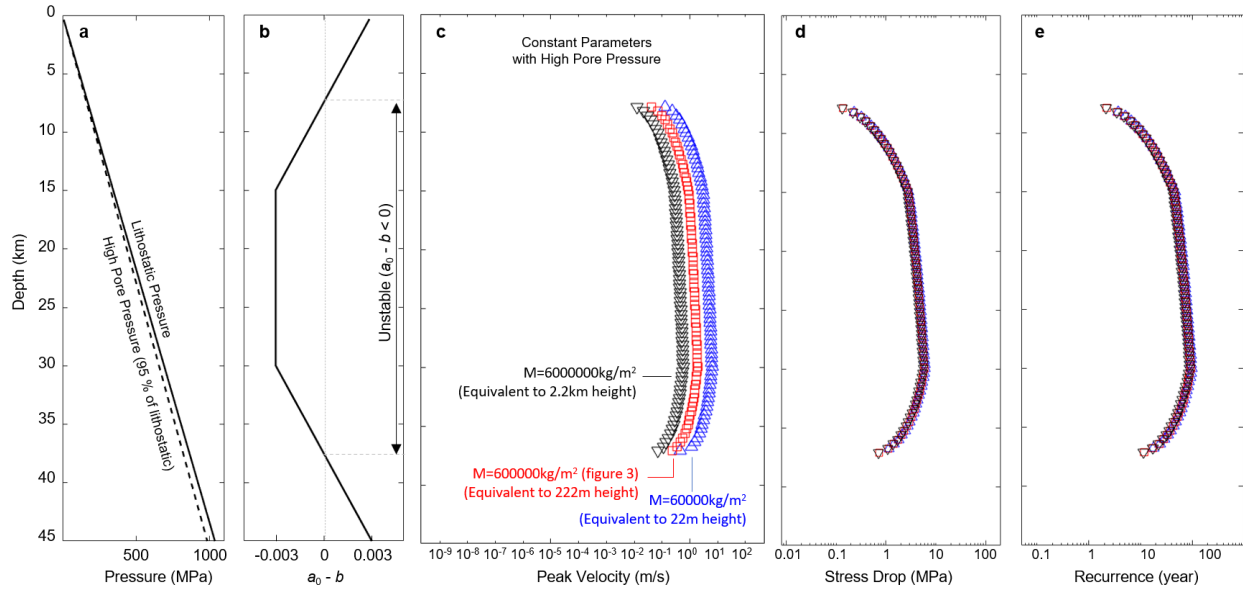 a
b
c
d
e
Constant Parameters
with High Pore Pressure
0
5
10
15
20
25
30
35
40
45
Depth (km)
Lithostatic Pressure
High Pore Pressure (95 % of lithostatic)
Unstable (a₀ - b < 0)
M=6000000kg/m²
(Equivalent to 2.2km height)
M=600000kg/m² (figure 3)
(Equivalent to 222m height)
M=60000kg/m²
(Equivalent to 22m height)
500 1000
Pressure (MPa)
-0.003 0 0.003
a₀ - b
10⁻⁹ 10⁻⁸ 10⁻⁷ 10⁻⁶ 10⁻⁵ 10⁻⁴ 10⁻³ 10⁻² 10⁻¹ 10⁰ 10¹ 10²
Peak Velocity (m/s)
0.01 0.1 1 10 100
Stress Drop (MPa)
0.1 1 10 100
Recurrence (year)